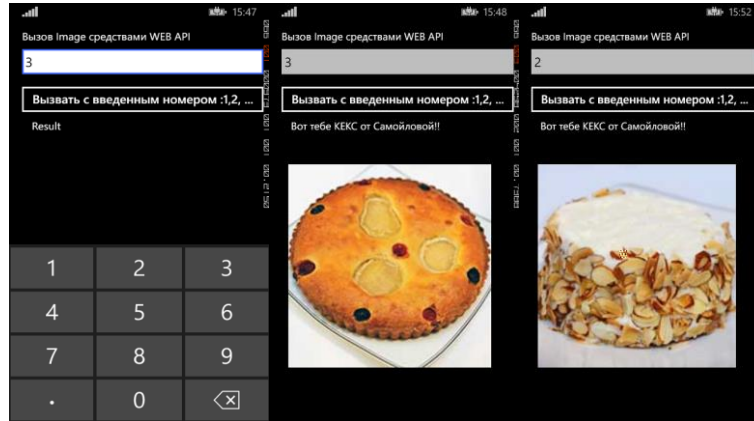 15:47
Вызов Image средствами WEB API
3
Вызвать с введенным номером :1,2, ...
Result
1 2 3
4 5 6
7 8 9
. 0
15:48
Вызов Image средствами WEB API
3
Вызвать с введенным номером :1,2, ...
Вот тебе КЕКС от Самойловой!!
15:52
Вызов Image средствами WEB API
2
Вызвать с введенным номером :1,2, ...
Вот тебе КЕКС от Самойловой!!